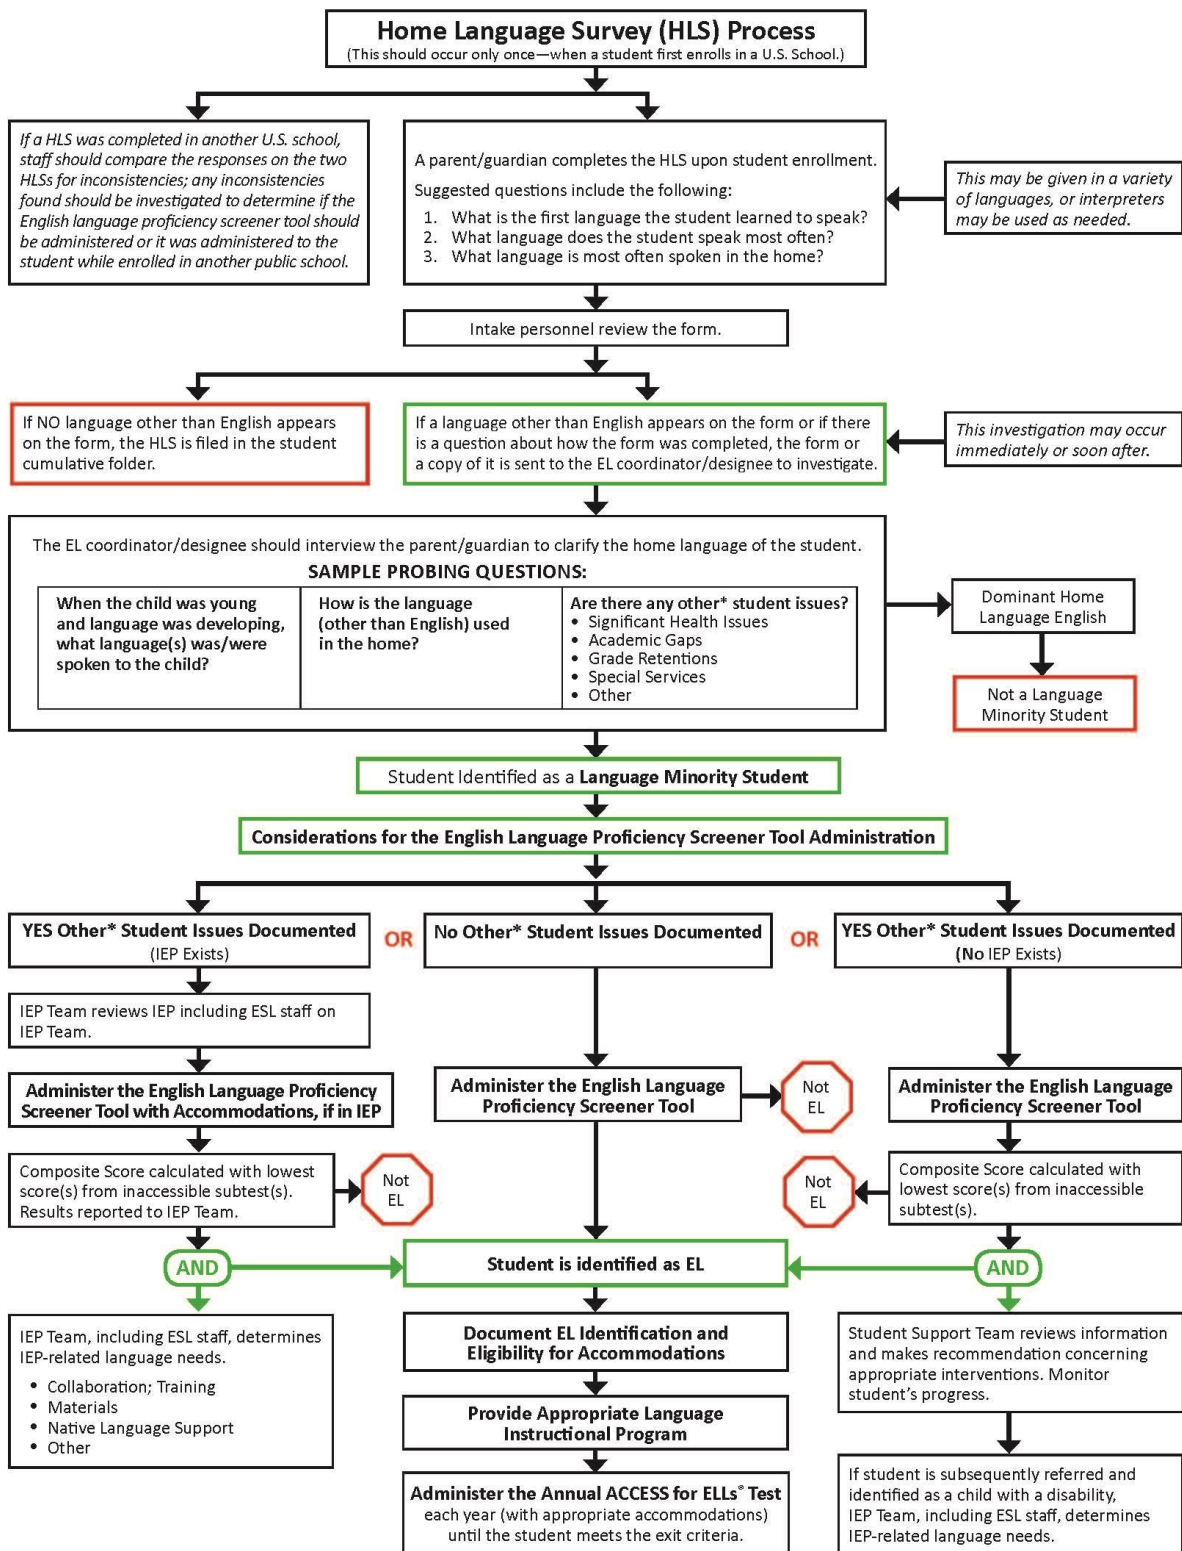 Home Language Survey (HLS) Process
(This should occur only once—when a student first enrolls in a U.S. School.)
If a HLS was completed in another U.S. school,
staff should compare the responses on the two
HLSs for inconsistencies; any inconsistencies
found should be investigated to determine if the
English language proficiency screener tool should
be administered or it was administered to the
student while enrolled in another public school.
A parent/guardian completes the HLS upon student enrollment.
Suggested questions include the following:
1. What is the first language the student learned to speak?
2. What language does the student speak most often?
3. What language is most often spoken in the home?
This may be given in a variety
of languages, or interpreters
may be used as needed.
Intake personnel review the form.
If NO language other than English appears
on the form, the HLS is filed in the student
cumulative folder.
If a language other than English appears on the form or if there
is a question about how the form was completed, the form or
a copy of it is sent to the EL coordinator/designee to investigate.
This investigation may occur
immediately or soon after.
The EL coordinator/designee should interview the parent/guardian to clarify the home language of the student.
SAMPLE PROBING QUESTIONS:
When the child was young
and language was developing,
what language(s) was/were
spoken to the child?
How is the language
(other than English) used
in the home?
Are there any other* student issues?
• Significant Health Issues
• Academic Gaps
• Grade Retentions
• Special Services
• Other
Dominant Home
Language English
Not a Language
Minority Student
Student Identified as a Language Minority Student
Considerations for the English Language Proficiency Screener Tool Administration
YES Other* Student Issues Documented
(IEP Exists)
OR
No Other* Student Issues Documented
OR
YES Other* Student Issues Documented
(No IEP Exists)
IEP Team reviews IEP including ESL staff on
IEP Team.
Administer the English Language Proficiency
Screener Tool with Accommodations, if in IEP
Administer the English Language
Proficiency Screener Tool
Not
EL
Administer the English Language
Proficiency Screener Tool
Composite Score calculated with lowest
score(s) from inaccessible subtest(s).
Results reported to IEP Team.
Not
EL
Not
EL
Composite Score calculated with
lowest score(s) from inaccessible
subtest(s).
AND
Student is identified as EL
AND
IEP Team, including ESL staff, determines
IEP-related language needs.
• Collaboration; Training
• Materials
• Native Language Support
• Other
Document EL Identification and
Eligibility for Accommodations
Provide Appropriate Language
Instructional Program
Administer the Annual ACCESS for ELLs® Test
each year (with appropriate accommodations)
until the student meets the exit criteria.
Student Support Team reviews information
and makes recommendation concerning
appropriate interventions. Monitor
student's progress.
If student is subsequently referred and
identified as a child with a disability,
IEP Team, including ESL staff, determines
IEP-related language needs.